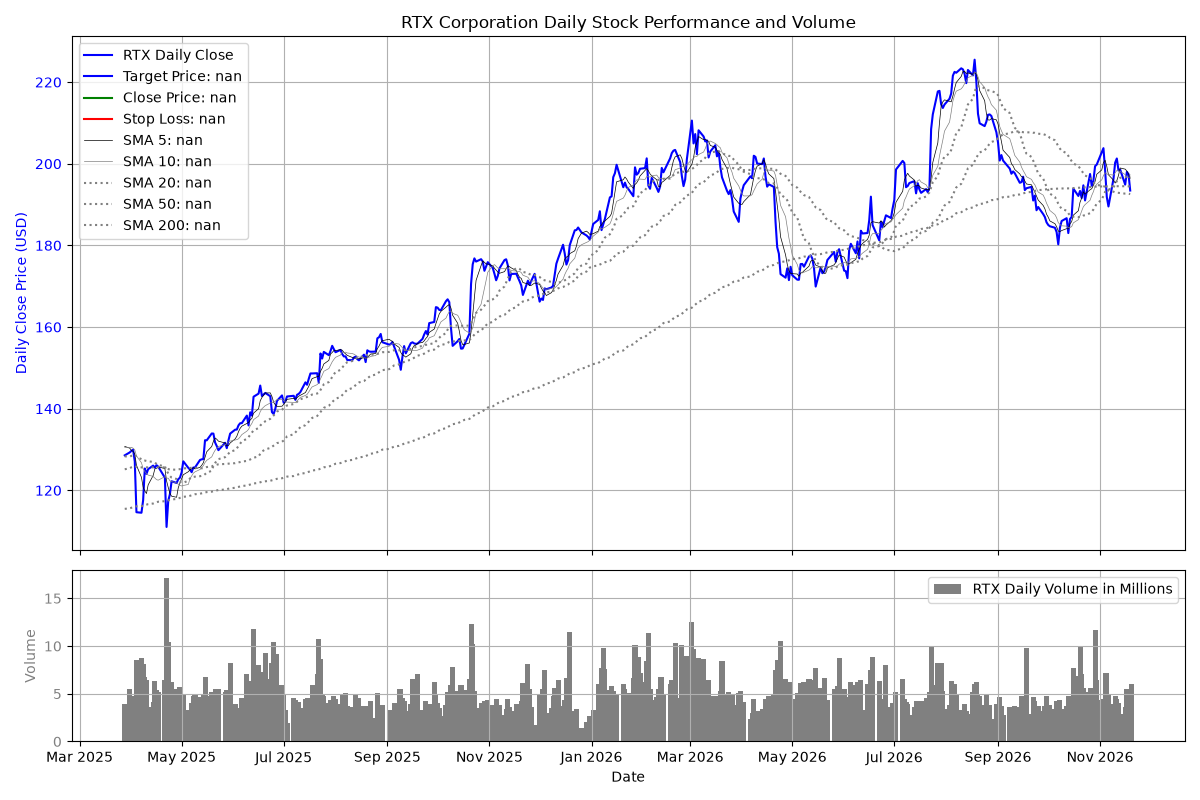 RTX Corporation Daily Stock Performance and Volume
RTX Daily Close
Target Price: nan
Close Price: nan
Stop Loss: nan
SMA 5: nan
SMA 10: nan
SMA 20: nan
SMA 50: nan
SMA 200: nan
Daily Close Price (USD)
220
200
180
160
140
120
RTX Daily Volume in Millions
Volume
15
10
5
0
Mar 2025 May 2025 Jul 2025 Sep 2025 Nov 2025 Jan 2026 Mar 2026 May 2026 Jul 2026 Sep 2026 Nov 2026
Date